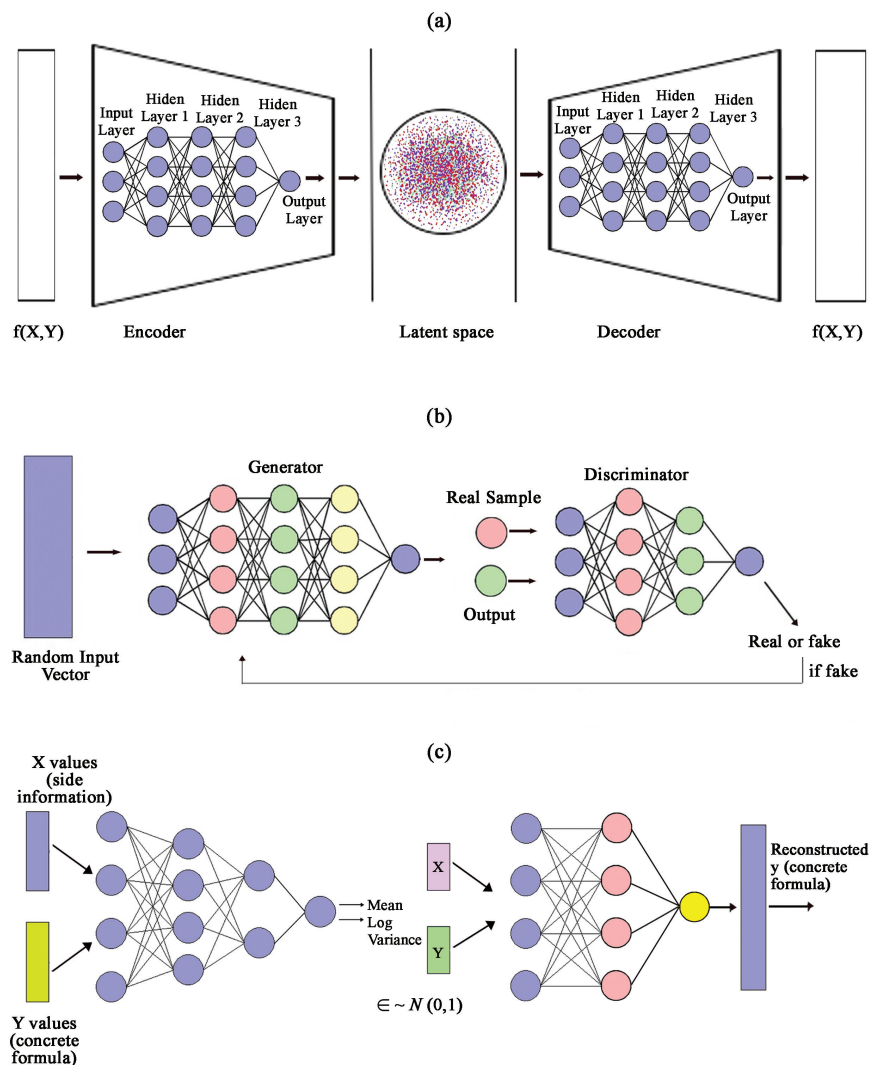 (a)
Input
Layer
Hiden
Layer 1
Hiden
Layer 2
Hiden
Layer 3
Output
Layer
Input
Layer
Hiden
Layer 1
Hiden
Layer 2
Hiden
Layer 3
Output
Layer
f(X,Y)
Encoder
Latent space
Decoder
f(X,Y)
(b)
Generator
Discriminator
Real Sample
Output
Random Input
Vector
Real or fake
if fake
(c)
X values
(side
information)
Y values
(concrete
formula)
Mean
Log
Variance
X
Y
∈ ~ N (0,1)
Reconstructed
y (concrete
formula)